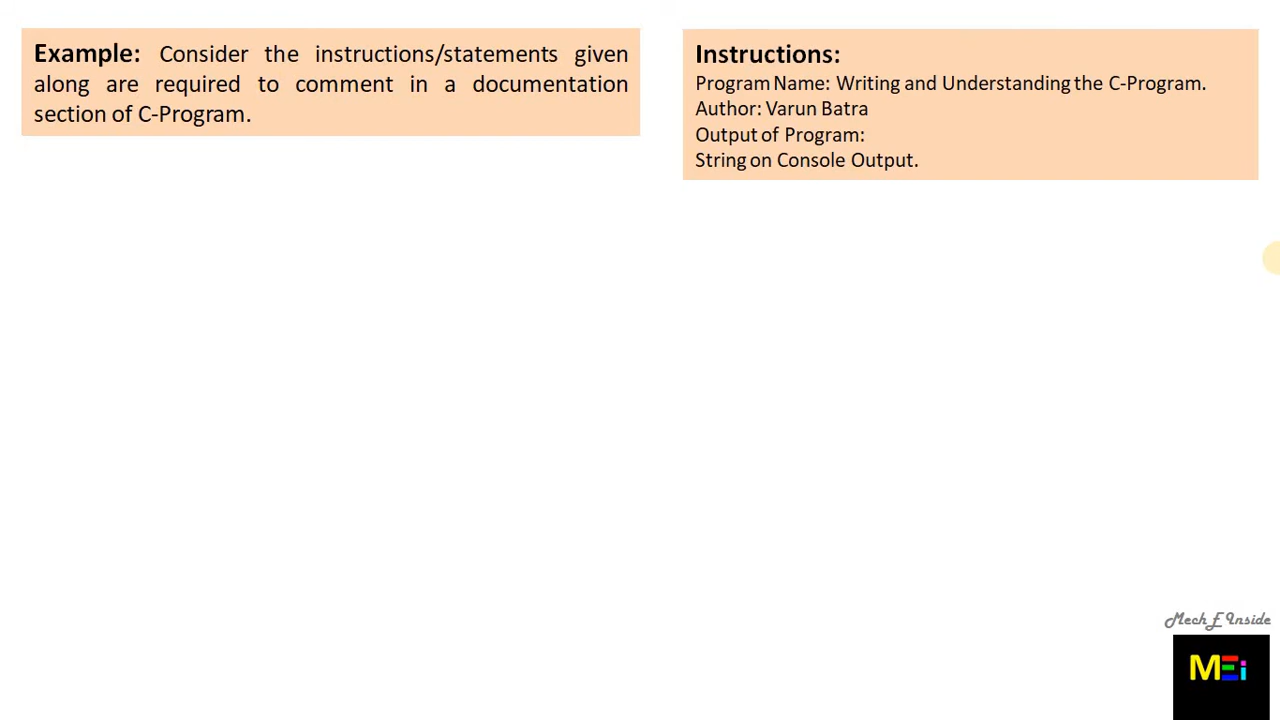 Example: Consider the instructions/statements given
along are required to comment in a documentation
section of C-Program.
Instructions:
Program Name: Writing and Understanding the C-Program.
Author: Varun Batra
Output of Program:
String on Console Output.
Mech E Inside
MEi